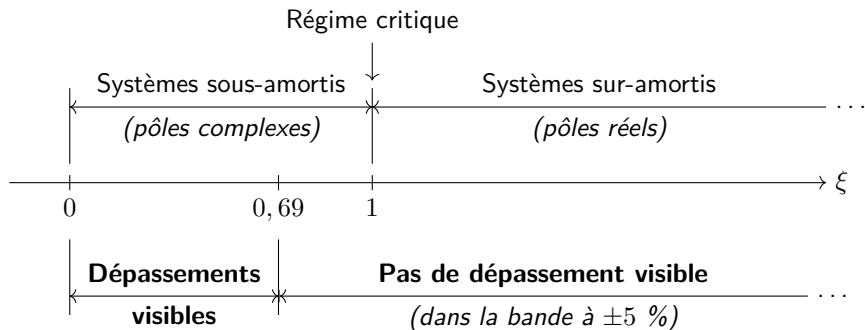 Régime critique
Systèmes sous-amortis
Systèmes sur-amortis
(pôles complexes)
(pôles réels)
...
ξ
0
0,69
1
Dépassements
visibles
Pas de dépassement visible
(dans la bande à ±5 %)
...